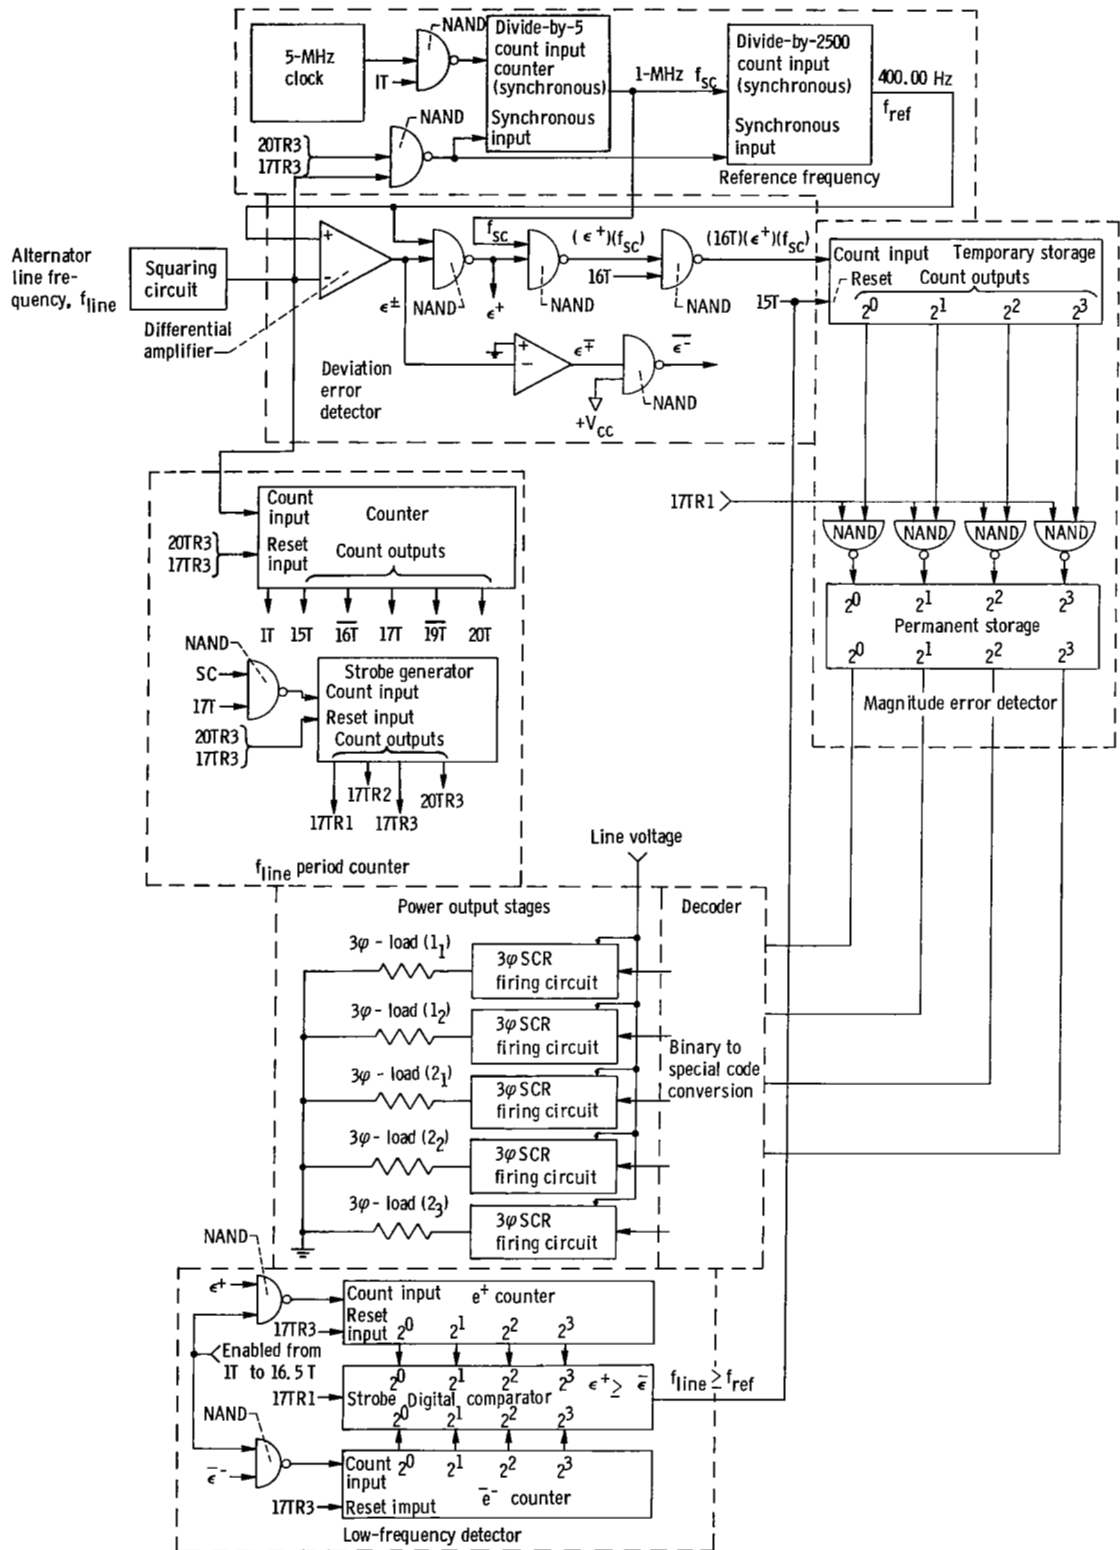 NAND
5-MHz
clock
1T
Divide-by-5
count input
counter
(synchronous)
Synchronous
input
1-MHz f_sc
Divide-by-2500
count input
(synchronous)
Synchronous
input
400.00 Hz
f_ref
NAND
20TR3
17TR3
Reference frequency
Alternator
line fre-
quency, f_line
Squaring
circuit
+
-
Differential
amplifier
ϵ±
NAND
f_sc
ϵ+
NAND
(ϵ+)(f_sc)
16T
NAND
(16T)(ϵ+)(f_sc)
Deviation
error
detector
+
-
ϵ∓
+V_CC
NAND
ϵ-‾
15T
Count input Temporary storage
Reset Count outputs
2^0 2^1 2^2 2^3
17TR1
NAND NAND NAND NAND
2^0 2^1 2^2 2^3
Permanent storage
2^0 2^1 2^2 2^3
Magnitude error detector
Count
input
Counter
20TR3
17TR3
Reset
input
Count outputs
1T 15T 16T‾ 17T 19T‾ 20T
NAND
SC
17T
20TR3
17TR3
Strobe generator
Count input
Reset input
Count outputs
17TR1 17TR2 17TR3 20TR3
f_line period counter
Line voltage
Power output stages
Decoder
3φ - load (1_1)
3φ SCR
firing circuit
3φ - load (1_2)
3φ SCR
firing circuit
3φ - load (2_1)
3φ SCR
firing circuit
3φ - load (2_2)
3φ SCR
firing circuit
3φ - load (2_3)
3φ SCR
firing circuit
Binary to
special code
conversion
NAND
ϵ+
Count input e+ counter
Reset
input 2^0 2^1 2^2 2^3
17TR3
Enabled from
1T to 16.5 T
17TR1
2^0 2^1 2^2 2^3 ϵ+ ≥ ϵ‾
Strobe Digital comparator
2^0 2^1 2^2 2^3
f_line ≥ f_ref
NAND
ϵ‾-
Count
input 2^0 2^1 2^2 2^3
e‾- counter
17TR3
Reset imput
Low-frequency detector